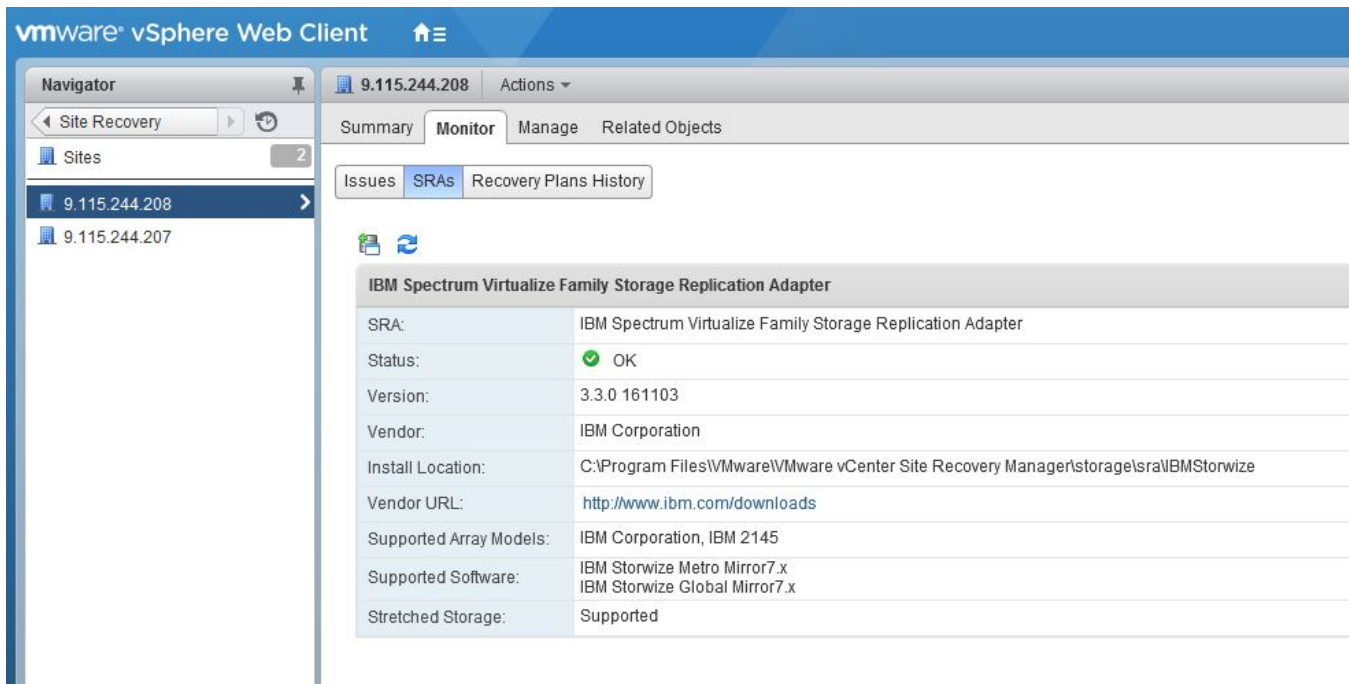 vmware® vSphere Web Client
Navigator
Site Recovery
Sites 2
9.115.244.208
9.115.244.207
9.115.244.208 Actions
Summary Monitor Manage Related Objects
Issues SRAs Recovery Plans History
IBM Spectrum Virtualize Family Storage Replication Adapter
SRA: IBM Spectrum Virtualize Family Storage Replication Adapter
Status: OK
Version: 3.3.0 161103
Vendor: IBM Corporation
Install Location: C:\Program Files\VMware\VMware vCenter Site Recovery Manager\storage\sra\IBMStorwize
Vendor URL: http://www.ibm.com/downloads
Supported Array Models: IBM Corporation, IBM 2145
Supported Software: IBM Storwize Metro Mirror7.x
IBM Storwize Global Mirror7.x
Stretched Storage: Supported